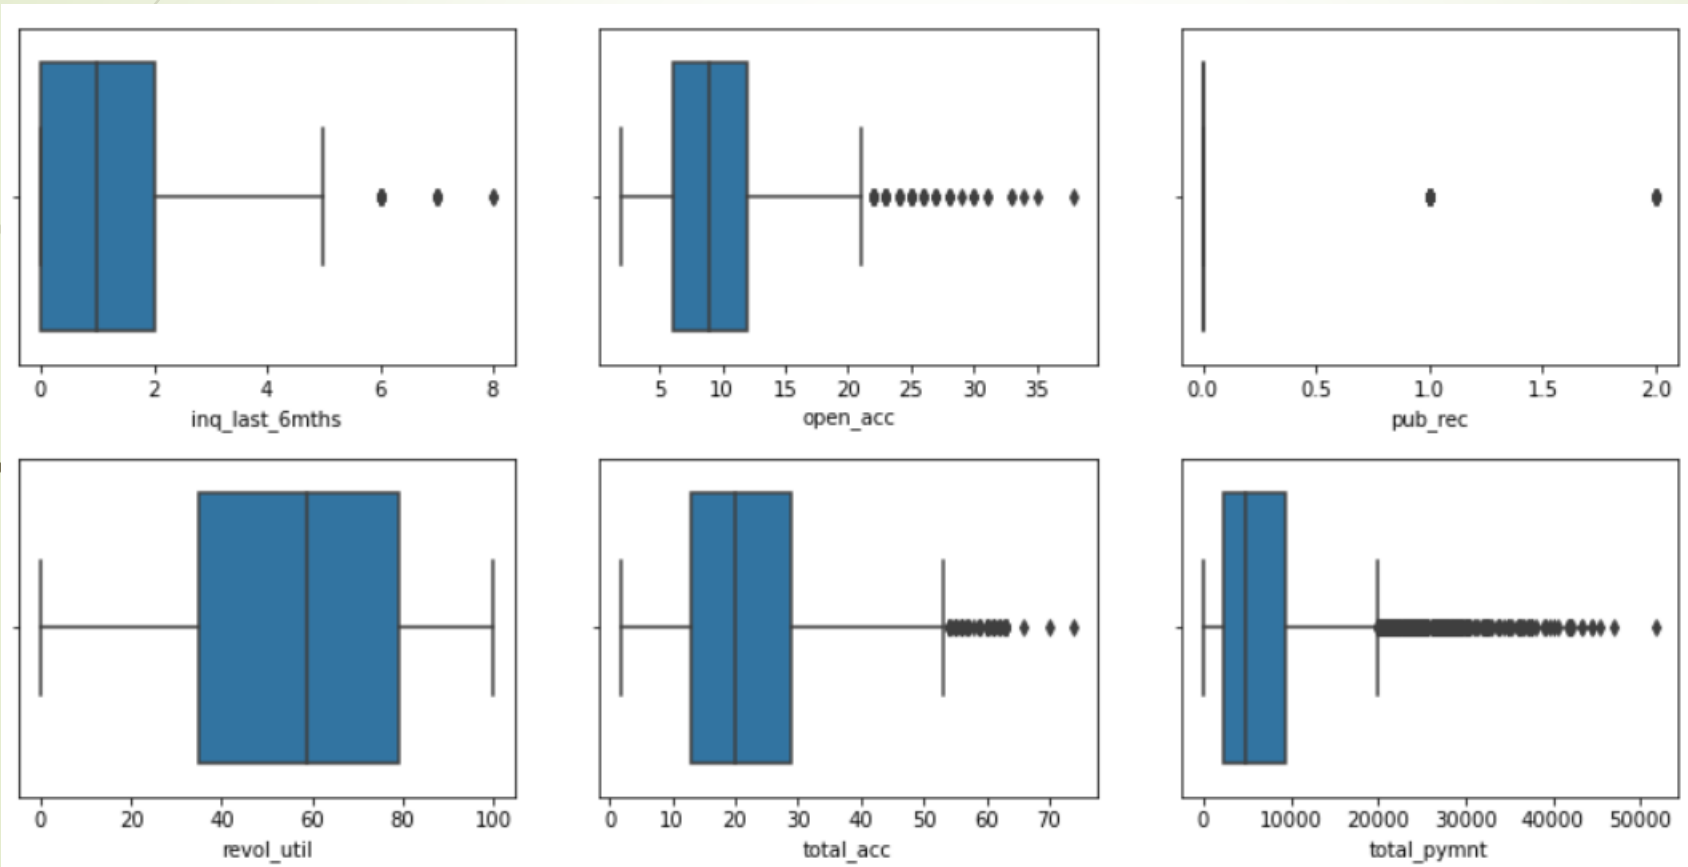 0 2 4 6 8
inq_last_6mths
5 10 15 20 25 30 35
open_acc
0.0 0.5 1.0 1.5 2.0
pub_rec
0 20 40 60 80 100
revol_util
0 10 20 30 40 50 60 70
total_acc
0 10000 20000 30000 40000 50000
total_pymnt